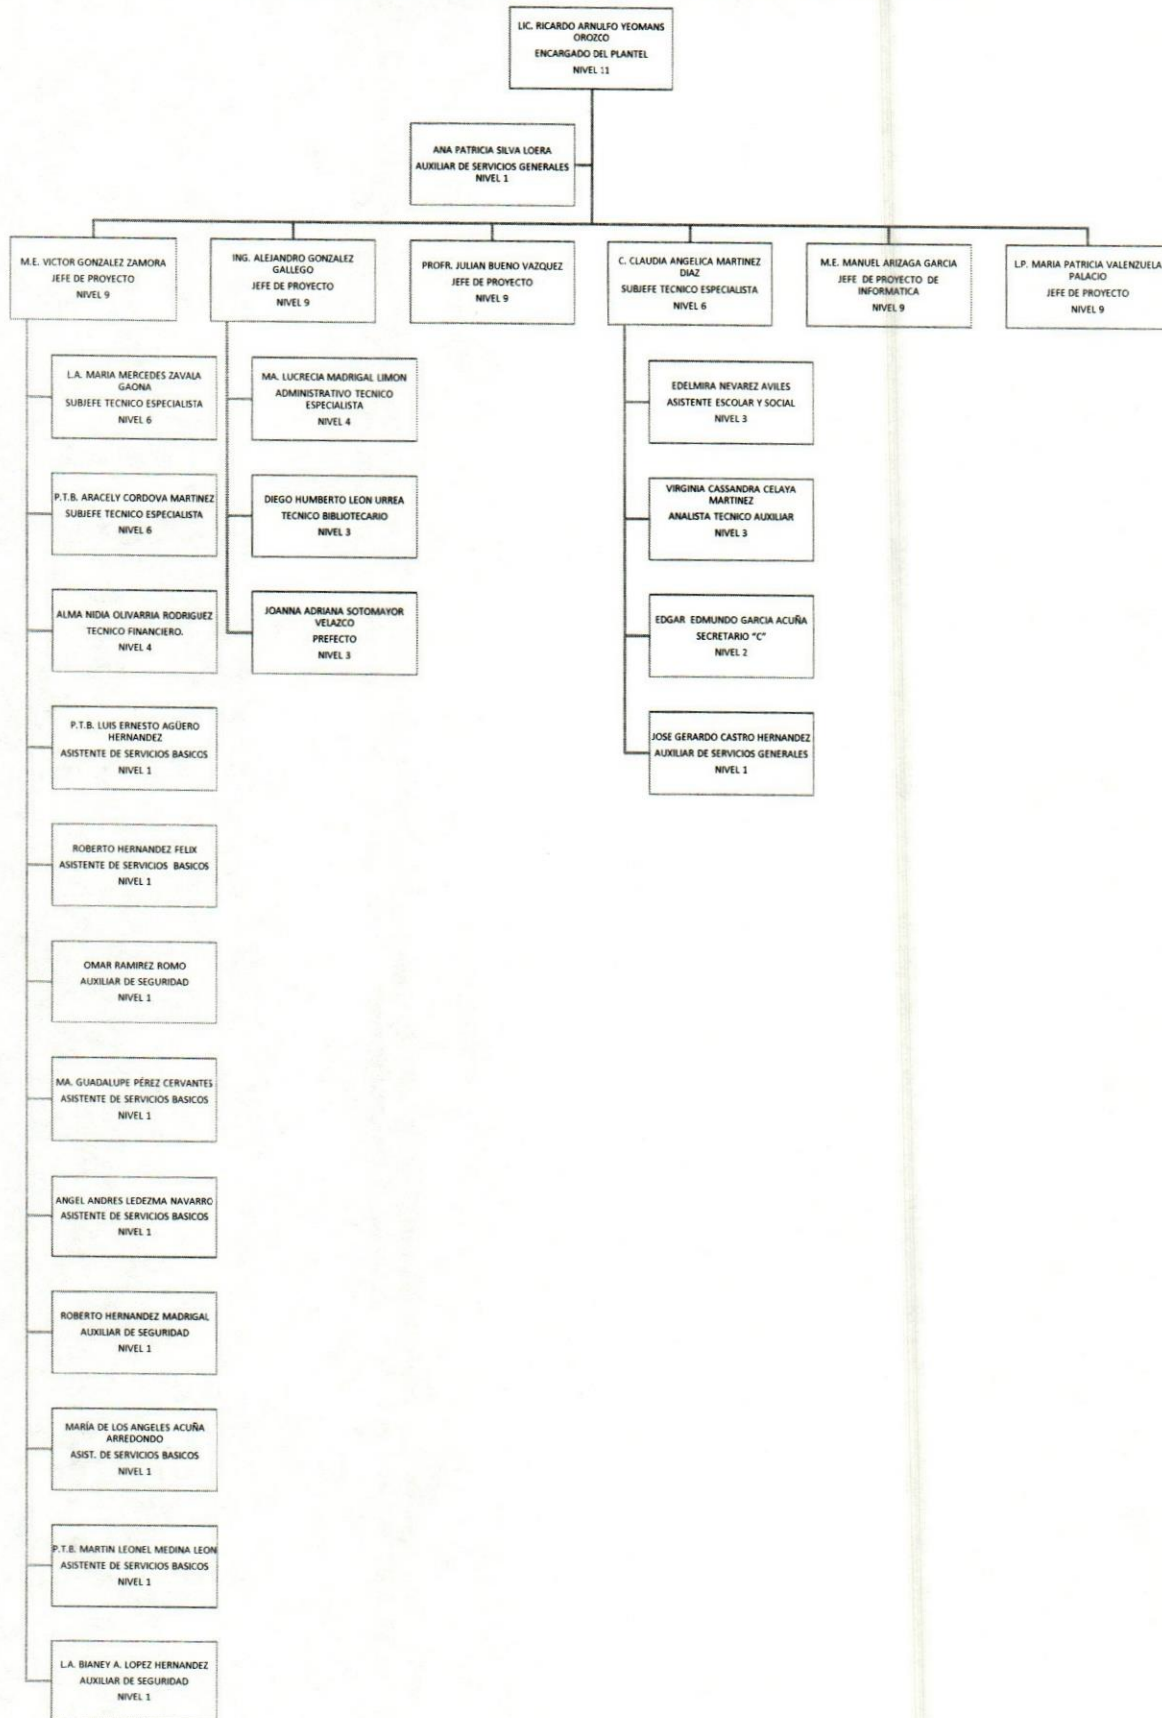 LIC. RICARDO ARNULFO YEOMANS
OROZCO
ENCARGADO DEL PLANTEL
NIVEL 11
ANA PATRICIA SILVA LOERA
AUXILIAR DE SERVICIOS GENERALES
NIVEL 1
M.E. VICTOR GONZALEZ ZAMORA
JEFE DE PROYECTO
NIVEL 9
ING. ALEJANDRO GONZALEZ
GALLEGO
JEFE DE PROYECTO
NIVEL 9
PROFR. JULIAN BUENO VAZQUEZ
JEFE DE PROYECTO
NIVEL 9
C. CLAUDIA ANGELICA MARTINEZ
DIAZ
SUBJEFE TECNICO ESPECIALISTA
NIVEL 6
M.E. MANUEL ARIZAGA GARCIA
JEFE DE PROYECTO DE
INFORMATICA
NIVEL 9
L.P. MARIA PATRICIA VALENZUELA
PALACIO
JEFE DE PROYECTO
NIVEL 9
L.A. MARIA MERCEDES ZAVALA
GAONA
SUBJEFE TECNICO ESPECIALISTA
NIVEL 6
P.T.B. ARACELY CORDOVA MARTINEZ
SUBJEFE TECNICO ESPECIALISTA
NIVEL 6
ALMA NIDIA OLIVARRIA RODRIGUEZ
TECNICO FINANCIERO.
NIVEL 4
P.T.B. LUIS ERNESTO AGÜERO
HERNANDEZ
ASISTENTE DE SERVICIOS BASICOS
NIVEL 1
ROBERTO HERNANDEZ FELIX
ASISTENTE DE SERVICIOS BASICOS
NIVEL 1
OMAR RAMIREZ ROMO
AUXILIAR DE SEGURIDAD
NIVEL 1
MA. GUADALUPE PÉREZ CERVANTES
ASISTENTE DE SERVICIOS BASICOS
NIVEL 1
ANGEL ANDRES LEDEZMA NAVARRO
ASISTENTE DE SERVICIOS BASICOS
NIVEL 1
ROBERTO HERNANDEZ MADRIGAL
AUXILIAR DE SEGURIDAD
NIVEL 1
MARÍA DE LOS ANGELES ACUÑA
ARREDONDO
ASIST. DE SERVICIOS BASICOS
NIVEL 1
P.T.B. MARTIN LEONEL MEDINA LEON
ASISTENTE DE SERVICIOS BASICOS
NIVEL 1
L.A. BIANEY A. LOPEZ HERNANDEZ
AUXILIAR DE SEGURIDAD
NIVEL 1
MA. LUCRECIA MADRIGAL LIMON
ADMINISTRATIVO TECNICO
ESPECIALISTA
NIVEL 4
DIEGO HUMBERTO LEON URREA
TECNICO BIBLIOTECARIO
NIVEL 3
JOANNA ADRIANA SOTOMAYOR
VELAZCO
PREFECTO
NIVEL 3
EDELMIRA NEVAREZ AVILES
ASISTENTE ESCOLAR Y SOCIAL
NIVEL 3
VIRGINIA CASSANDRA CELAYA
MARTINEZ
ANALISTA TECNICO AUXILIAR
NIVEL 3
EDGAR EDMUNDO GARCIA ACUÑA
SECRETARIO "C"
NIVEL 2
JOSE GERARDO CASTRO HERNANDEZ
AUXILIAR DE SERVICIOS GENERALES
NIVEL 1